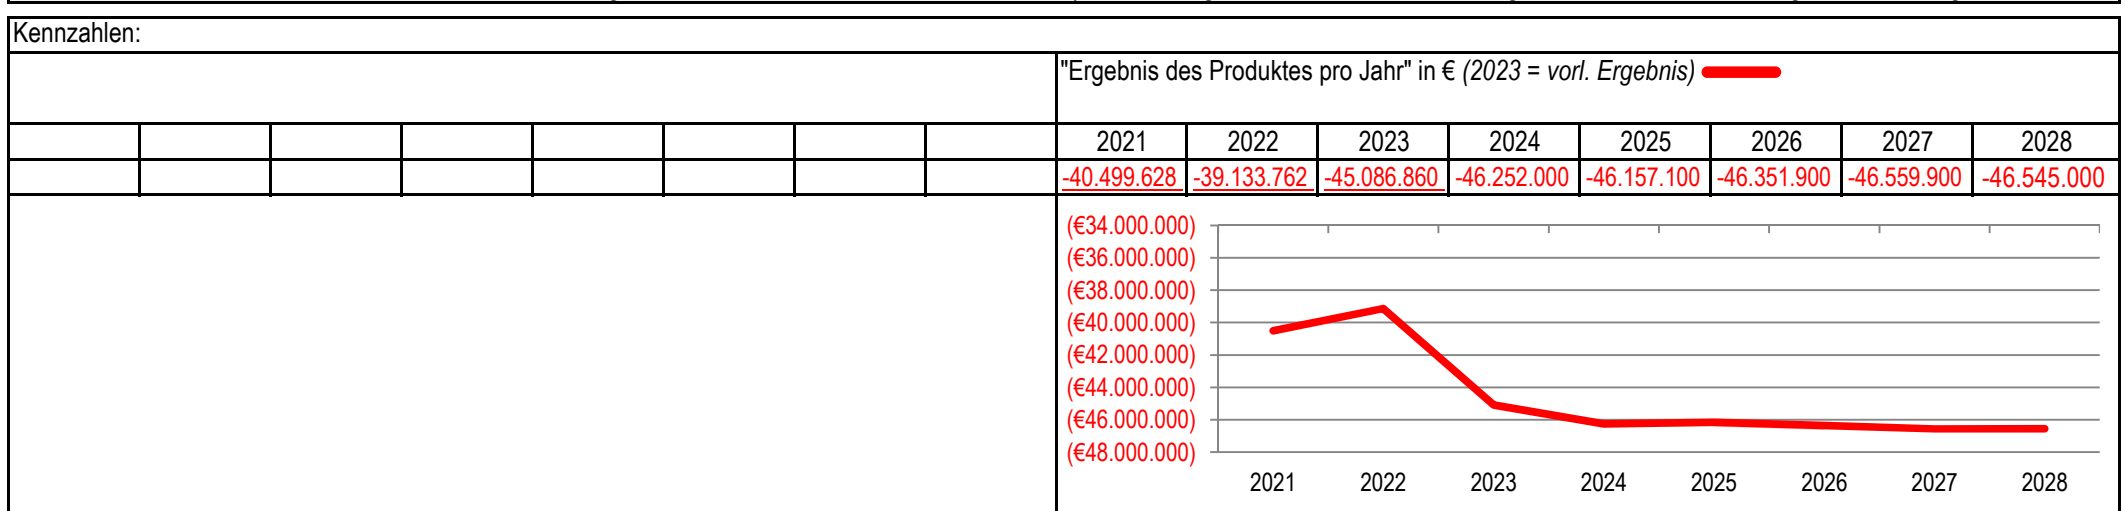 Kennzahlen:
"Ergebnis des Produktes pro Jahr" in € (2023 = vorl. Ergebnis)
2021 2022 2023 2024 2025 2026 2027 2028
-40.499.628 -39.133.762 -45.086.860 -46.252.000 -46.157.100 -46.351.900 -46.559.900 -46.545.000
(€34.000.000)
(€36.000.000)
(€38.000.000)
(€40.000.000)
(€42.000.000)
(€44.000.000)
(€46.000.000)
(€48.000.000)
2021 2022 2023 2024 2025 2026 2027 2028